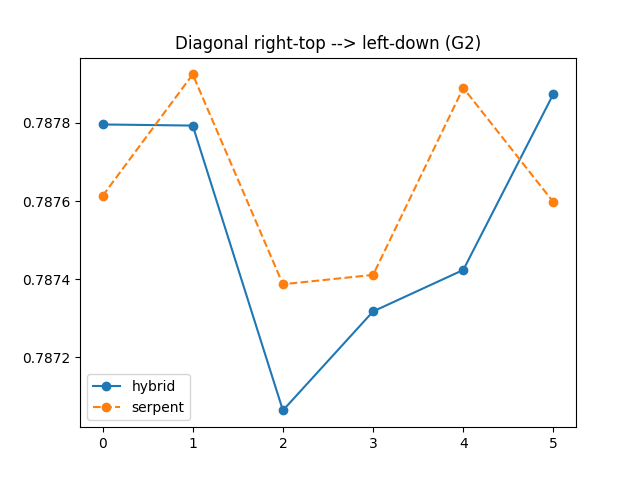 Diagonal right-top --> left-down (G2)
0.7878
0.7876
0.7874
0.7872
hybrid
serpent
0 1 2 3 4 5